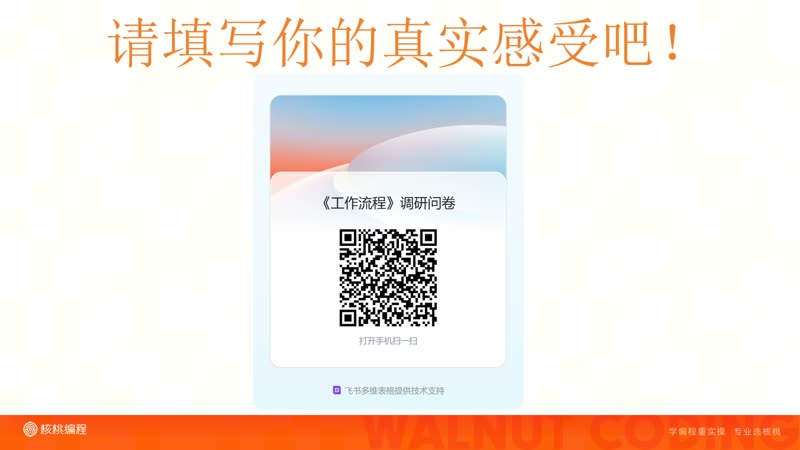 请填写你的真实感受吧！
《工作流程》调研问卷
打开手机扫一扫
飞书多维表格提供技术支持
核桃编程
WALNUT CODING
学编程重实操 专业选核桃